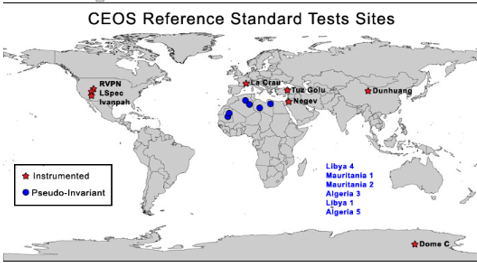 CEOS Reference Standard Tests Sites
RVPN
LSpec
Ivanpah
La Crau
Tuz Golu
Negev
Dunhuang
Instrumented
Pseudo-Invariant
Libya 4
Mauritania 1
Mauritania 2
Algeria 3
Libya 1
Algeria 5
Dome C